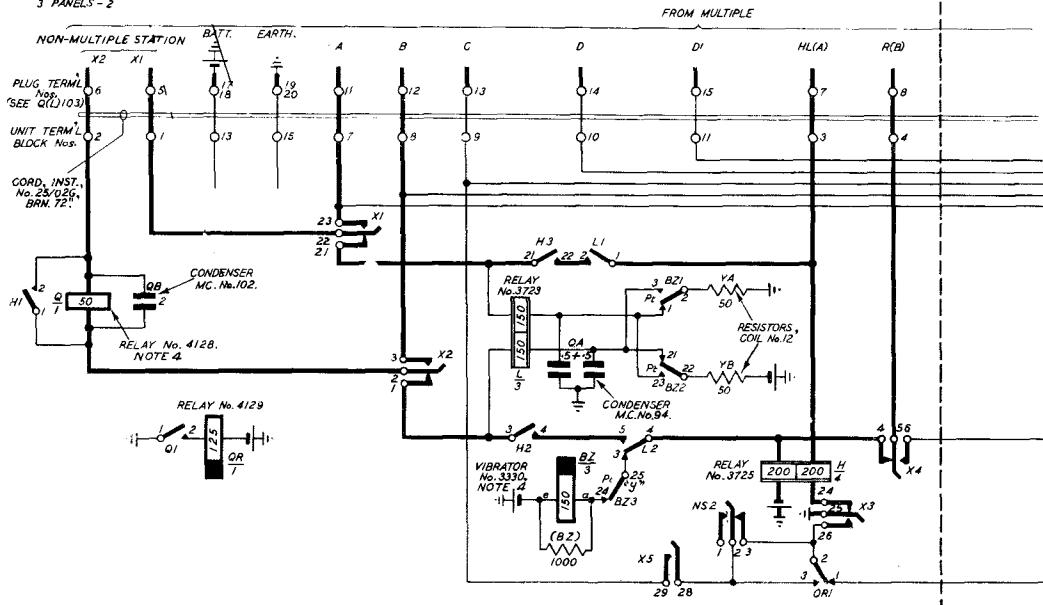 3 PANELS - 2
FROM MULTIPLE
NON-MULTIPLE STATION
BATT. EARTH. A B C D D1 HL(A) R(B)
X2 X1
PLUG TERM'L Nos. (SEE Q(L)103)
6 5 17 18 19 20 11 12 13 14 15 7 8
UNIT TERM'L BLOCK Nos.
2 1 13 15 7 8 9 10 11 3 4
CORD, INST., No. 25/02G, BRN. 72".
23 X1
22
21
H3 L1
21 22 2 1
RELAY No. 3723
150 150
L/3
3 BZ1 YA
Pt 2 50
1
RESISTORS, COIL No. 12
QA
.5+.5
21 YB
Pt 22 50
23 BZ2
CONDENSER M.C. No. 94.
QB CONDENSER MC. No. 102.
H1 2 1
Q/1 50 2
RELAY No. 4128. NOTE 4
3 X2
2
1
RELAY No. 4129
1 2 125
Q1 QR/1
3 4 5 4
H2 3 L2
4 5 6
X4
VIBRATOR No. 3330, NOTE 4
BZ/3
150
e a
Pt 25 "Y"
24 BZ3
(BZ)
1000
RELAY No. 3725
200 200 H/4
24
25 X3
26
NS2
1 2 3
X5
29 28
2
3 1
QR1